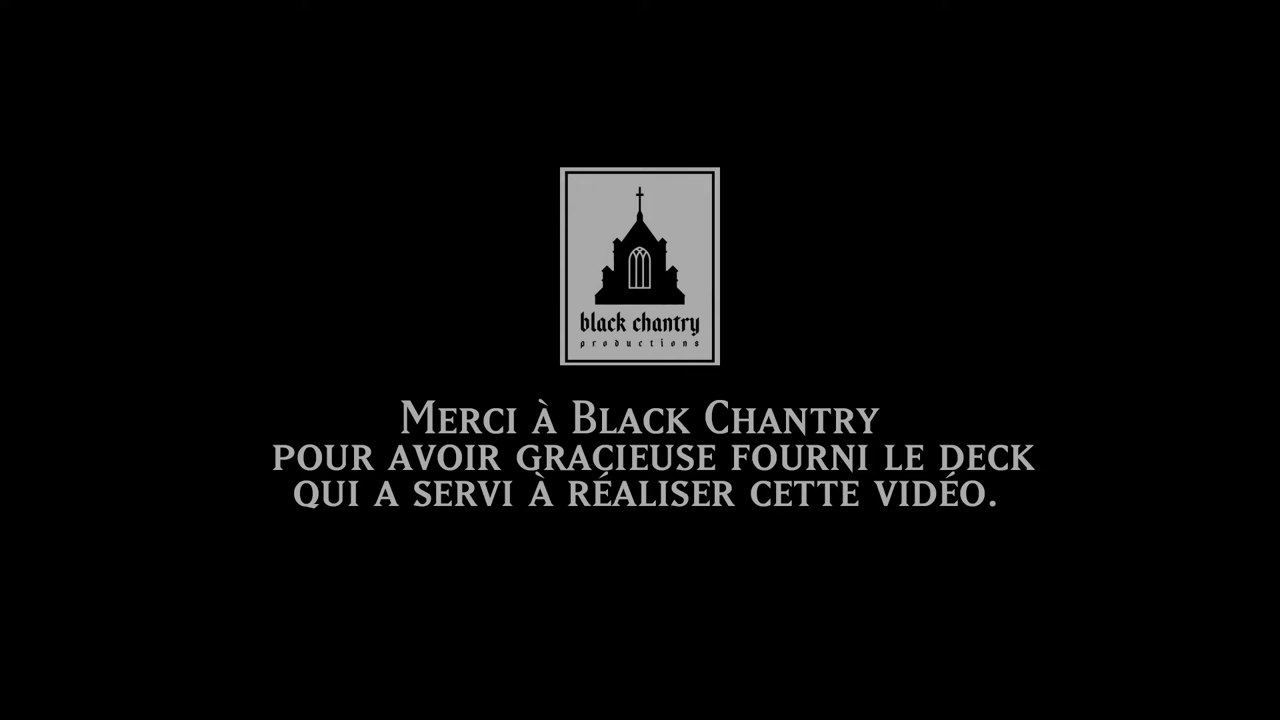 black chantry
productions
Merci à Black Chantry
pour avoir gracieuse fourni le deck
qui a servi à réaliser cette vidéo.